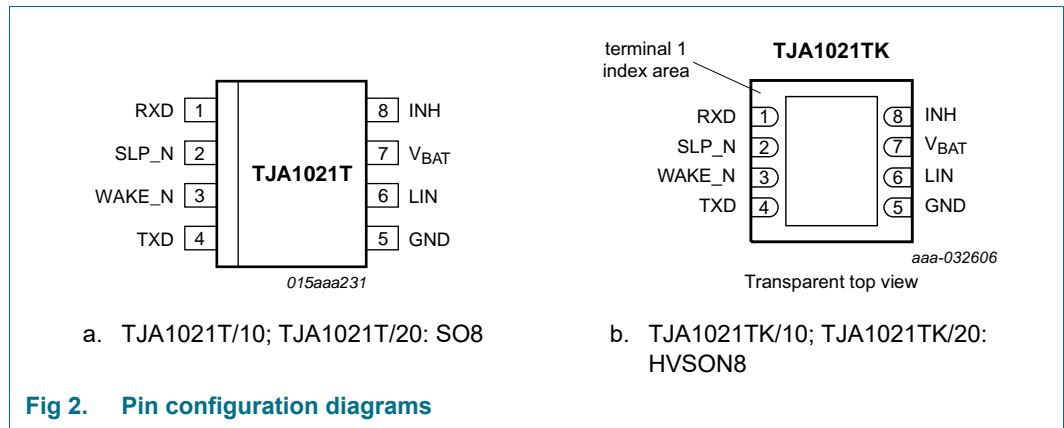 RXD 1
SLP_N 2
WAKE_N 3
TXD 4
TJA1021T
8 INH
7 VBAT
6 LIN
5 GND
015aaa231
a. TJA1021T/10; TJA1021T/20: SO8
terminal 1
index area
TJA1021TK
RXD 1
SLP_N 2
WAKE_N 3
TXD 4
8 INH
7 VBAT
6 LIN
5 GND
aaa-032606
Transparent top view
b. TJA1021TK/10; TJA1021TK/20:
HVSON8
Fig 2. Pin configuration diagrams